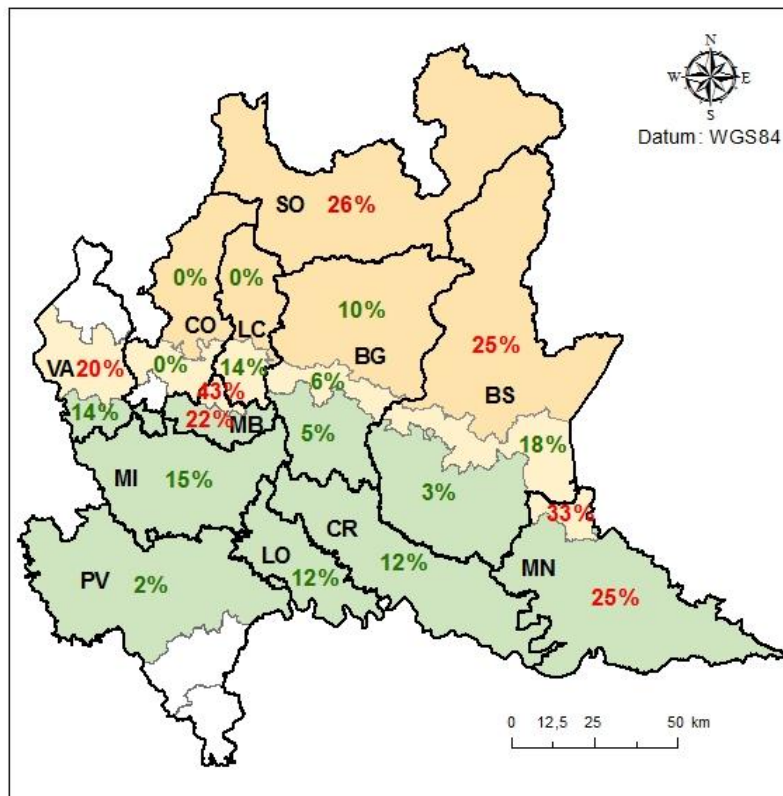 N
W E
S
Datum: WGS84
SO 26%
0% 0%
10%
CO LC
BG
25%
VA 20%
0% 14%
6%
BS
43%
14%
22% MB
5%
18%
MI 15%
3%
33%
CR
LO
12%
12%
MN
PV 2%
25%
0 12,5 25 50 km